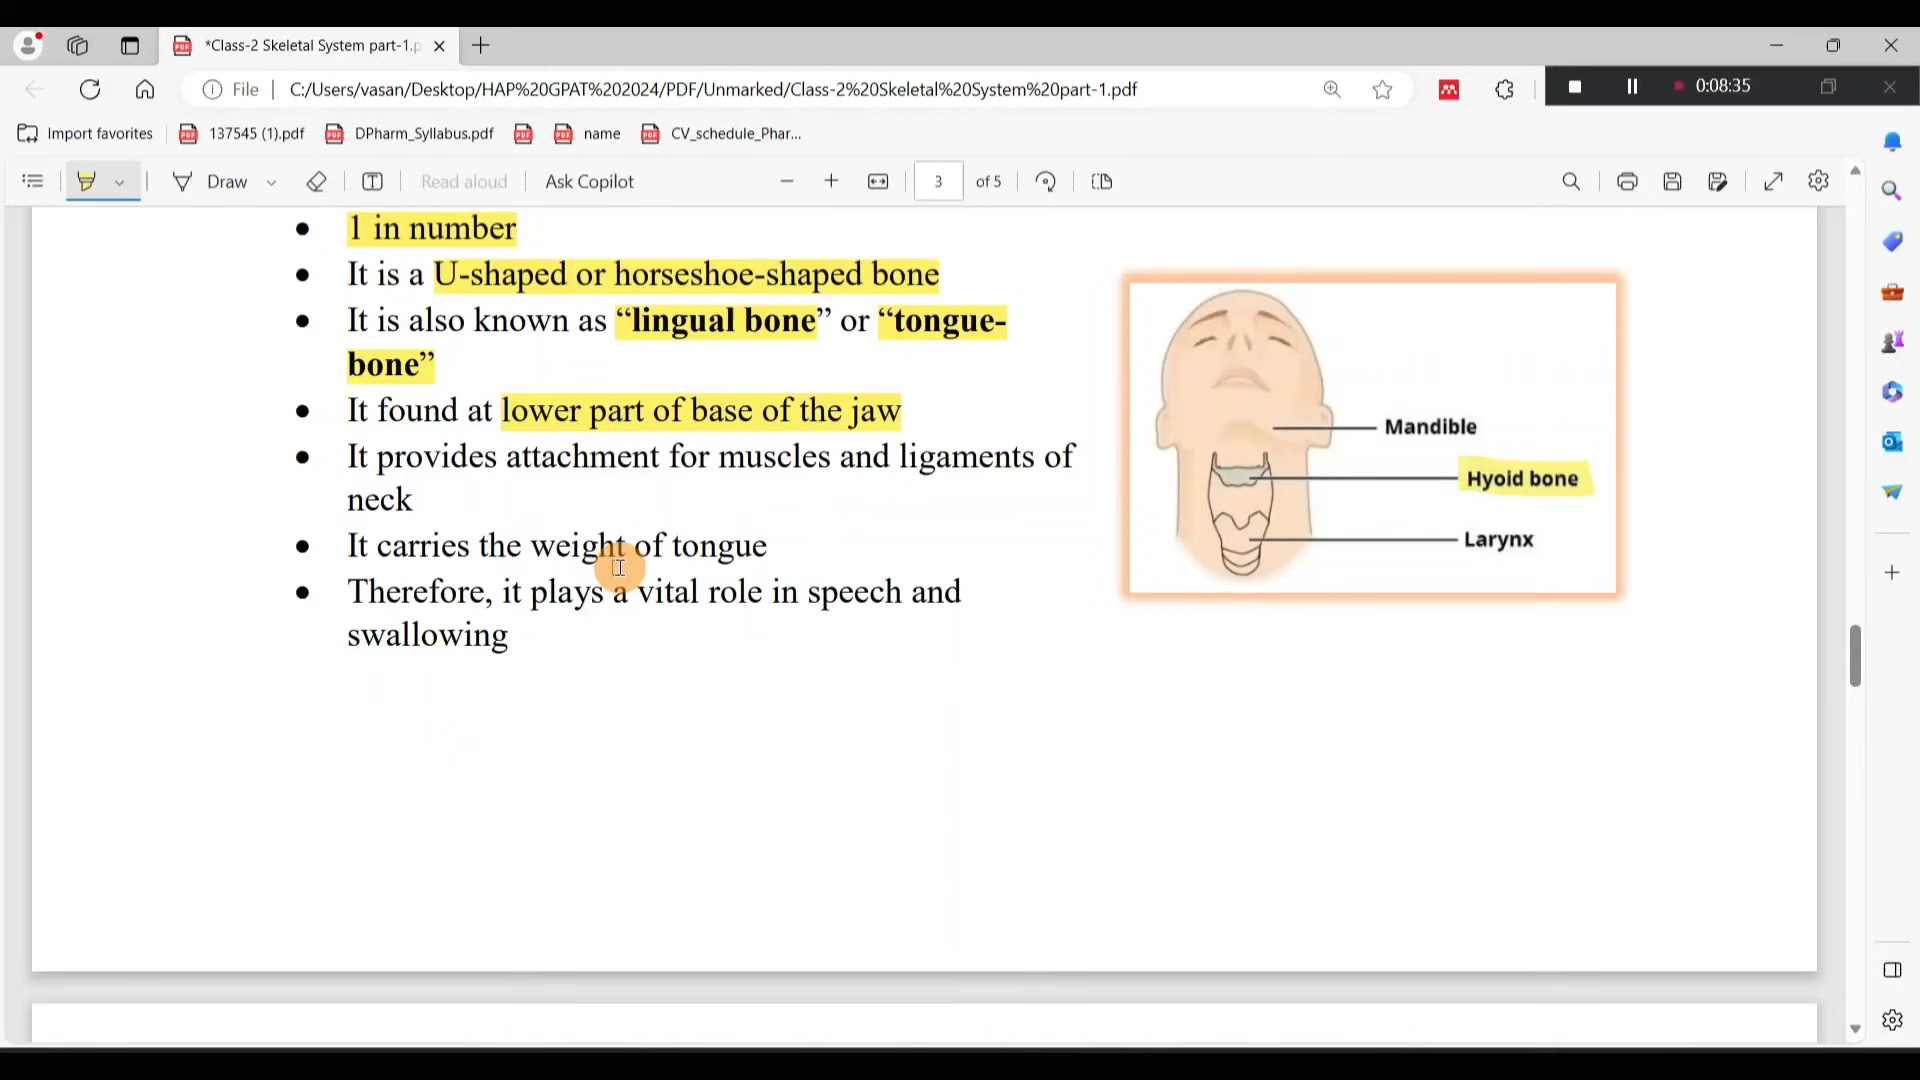 *Class-2 Skeletal System part-1.p
File
C:/Users/vasan/Desktop/HAP%20GPAT%202024/PDF/Unmarked/Class-2%20Skeletal%20System%20part-1.pdf
0:08:35
Import favorites
137545 (1).pdf
DPharm_Syllabus.pdf
name
CV_schedule_Phar...
Draw
Read aloud
Ask Copilot
3
of 5
1 in number
It is a U-shaped or horseshoe-shaped bone
It is also known as “lingual bone” or “tongue-
bone”
It found at lower part of base of the jaw
It provides attachment for muscles and ligaments of
neck
It carries the weight of tongue
Therefore, it plays a vital role in speech and
swallowing
Mandible
Hyoid bone
Larynx